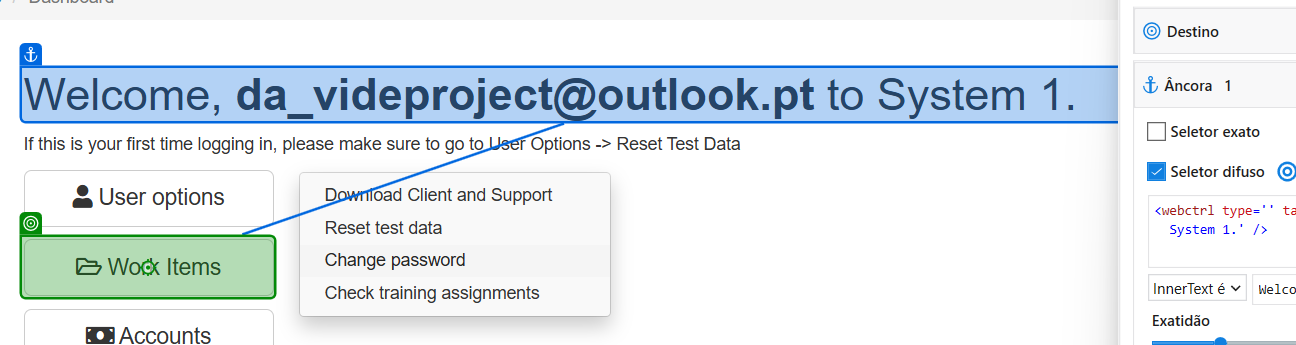 / Dashboard
Welcome, da_videproject@outlook.pt to System 1.
If this is your first time logging in, please make sure to go to User Options -> Reset Test Data
User options
Work Items
Accounts
Download Client and Support
Reset test data
Change password
Check training assignments
Destino
Âncora 1
Seletor exato
Seletor difuso
<webctrl type='' ta
System 1.' />
InnerText é
Welco
Exatidão